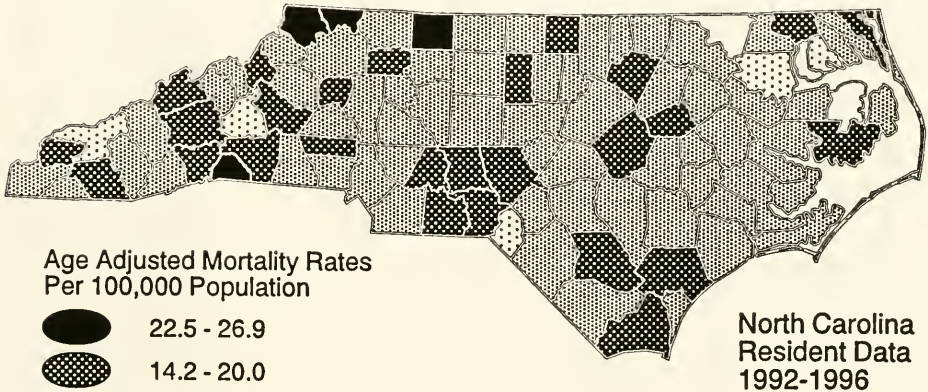 Age Adjusted Mortality Rates
Per 100,000 Population
22.5 - 26.9
14.2 - 20.0
North Carolina
Resident Data
1992-1996